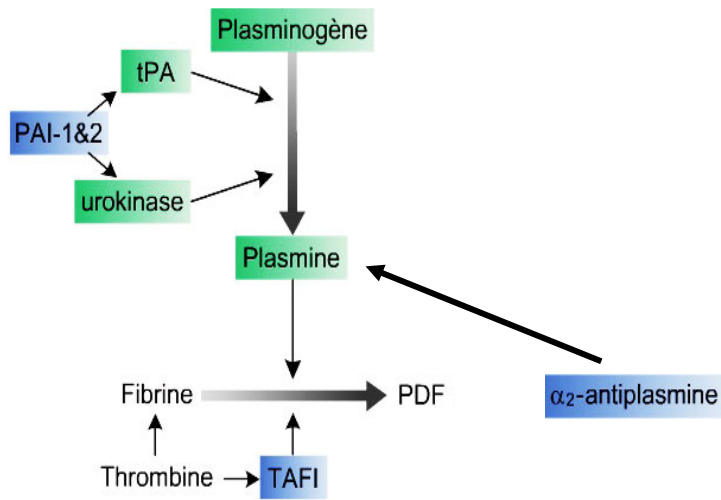 Plasminogène
tPA
PAI-1&2
urokinase
Plasmine
Fibrine
PDF
α₂-antiplasmine
Thrombine
TAFI